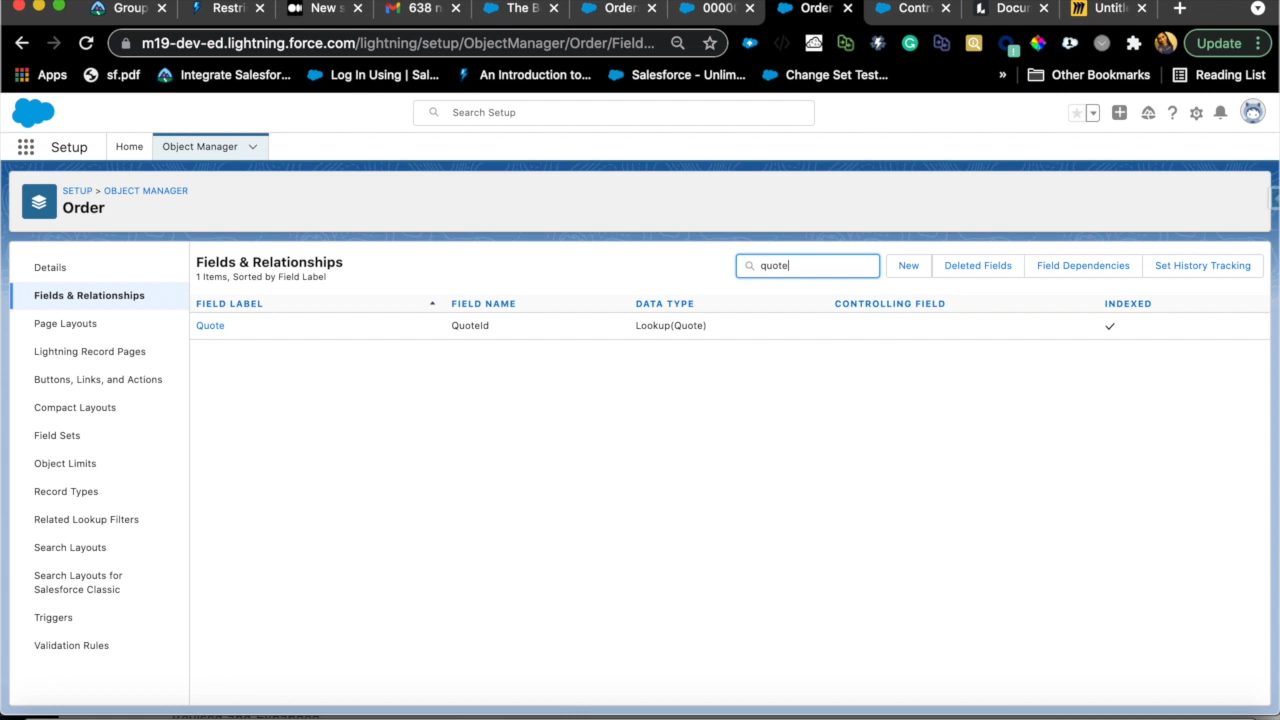 Group
Restri
New s
638 n
The B
Order
0000
Order
Contr
Docu
Untitl
m19-dev-ed.lightning.force.com/lightning/setup/ObjectManager/Order/Field...
Update
Apps
sf.pdf
Integrate Salesfor...
Log In Using | Sal...
An Introduction to...
Salesforce - Unlim...
Change Set Test...
»
Other Bookmarks
Reading List
Search Setup
Setup
Home
Object Manager
SETUP > OBJECT MANAGER
Order
Details
Fields & Relationships
Page Layouts
Lightning Record Pages
Buttons, Links, and Actions
Compact Layouts
Field Sets
Object Limits
Record Types
Related Lookup Filters
Search Layouts
Search Layouts for
Salesforce Classic
Triggers
Validation Rules
Fields & Relationships
1 Items, Sorted by Field Label
quote
New
Deleted Fields
Field Dependencies
Set History Tracking
FIELD LABEL FIELD NAME DATA TYPE CONTROLLING FIELD INDEXED
Quote QuoteId Lookup(Quote)